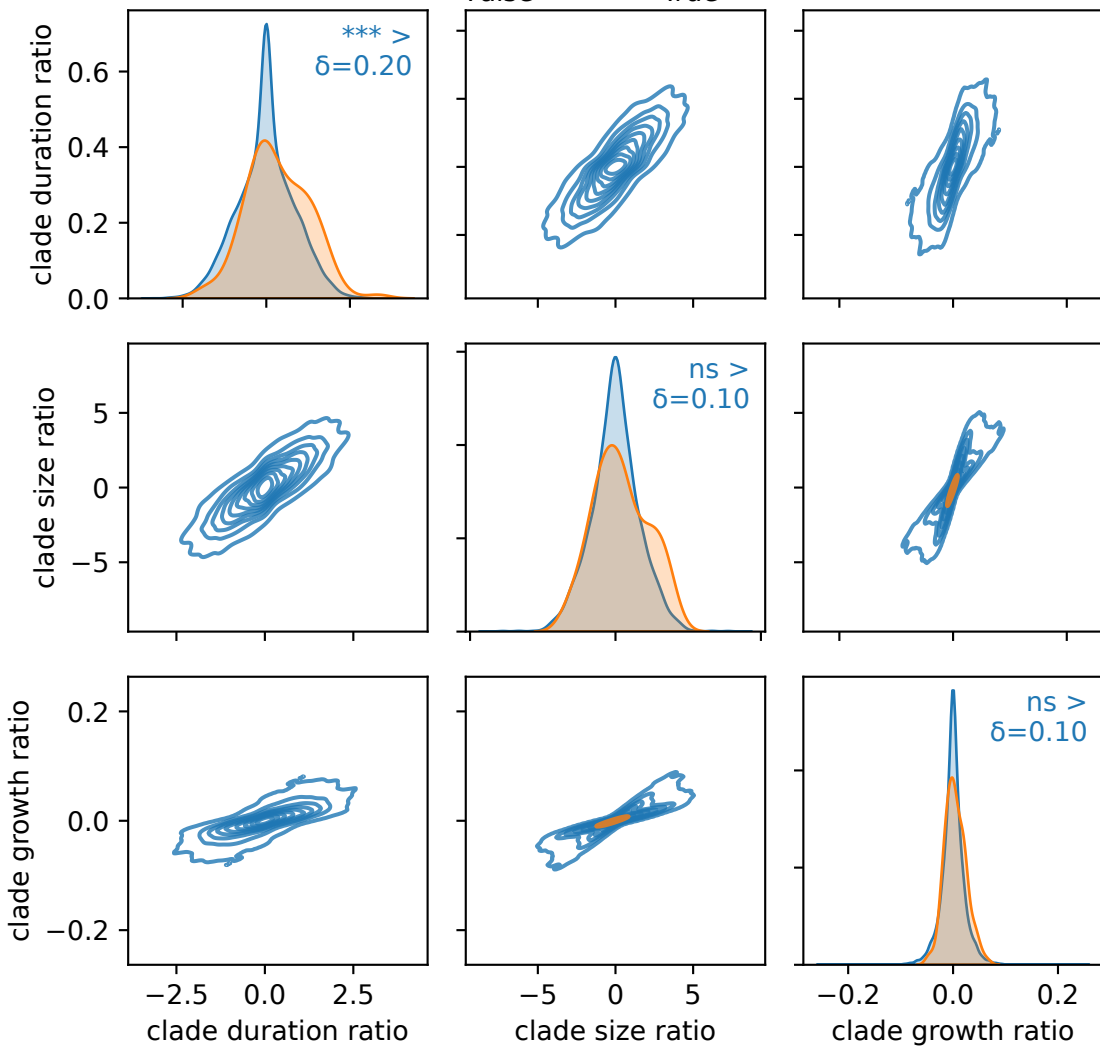 *** >
δ=0.20
clade duration ratio
0.6
0.4
0.2
0.0
ns >
δ=0.10
clade size ratio
5
0
−5
ns >
δ=0.10
clade growth ratio
0.2
0.0
−0.2
−2.5 0.0 2.5
−5 0 5
−0.2 0.0 0.2
clade duration ratio
clade size ratio
clade growth ratio